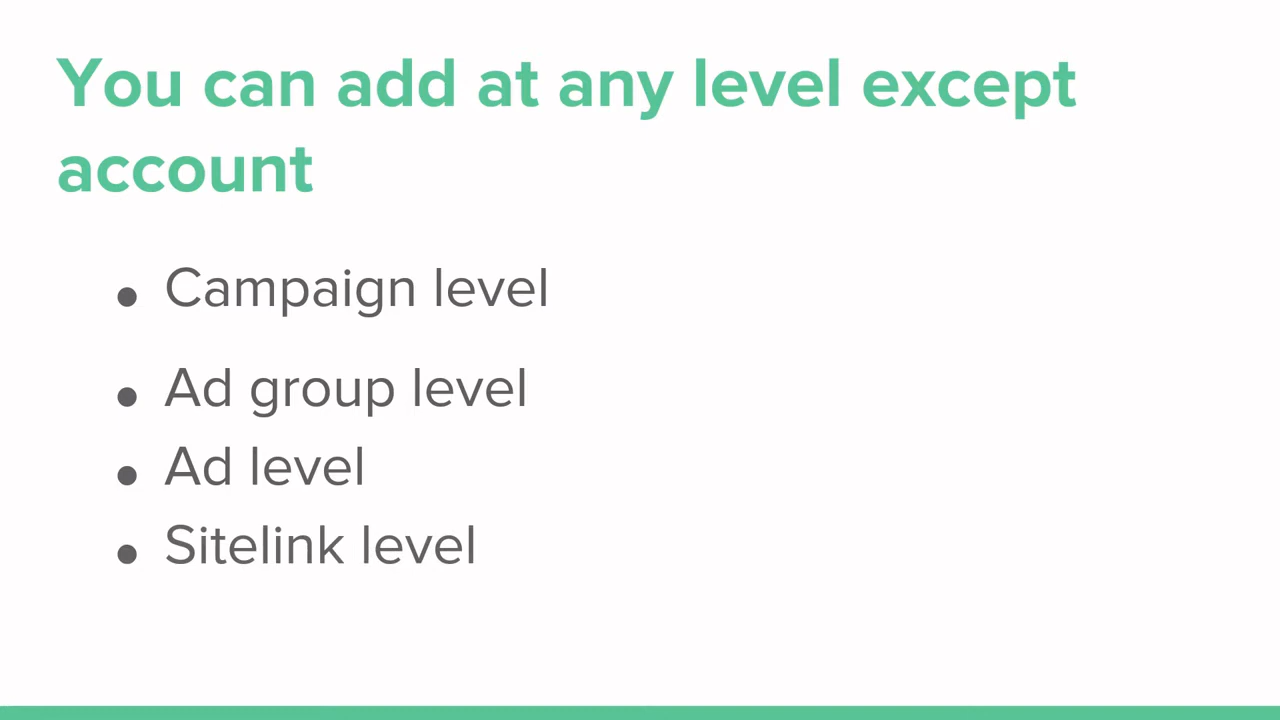 You can add at any level except
account
• Campaign level
• Ad group level
• Ad level
• Sitelink level